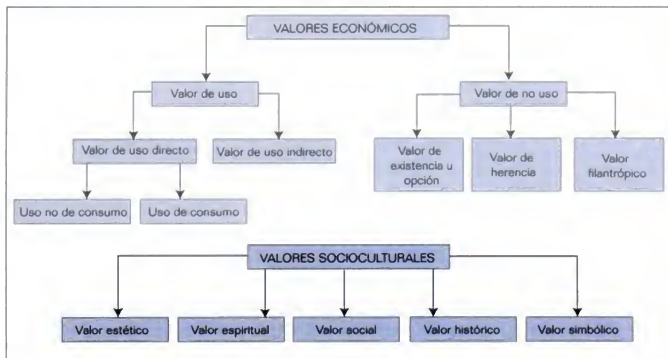 VALORES ECONÓMICOS
Valor de uso
Valor de no uso
Valor de uso directo
Valor de uso indirecto
Valor de
existencia u
opción
Valor de
herencia
Valor
filantrópico
Uso no de consumo
Uso de consumo
VALORES SOCIOCULTURALES
Valor estético
Valor espiritual
Valor social
Valor histórico
Valor simbólico